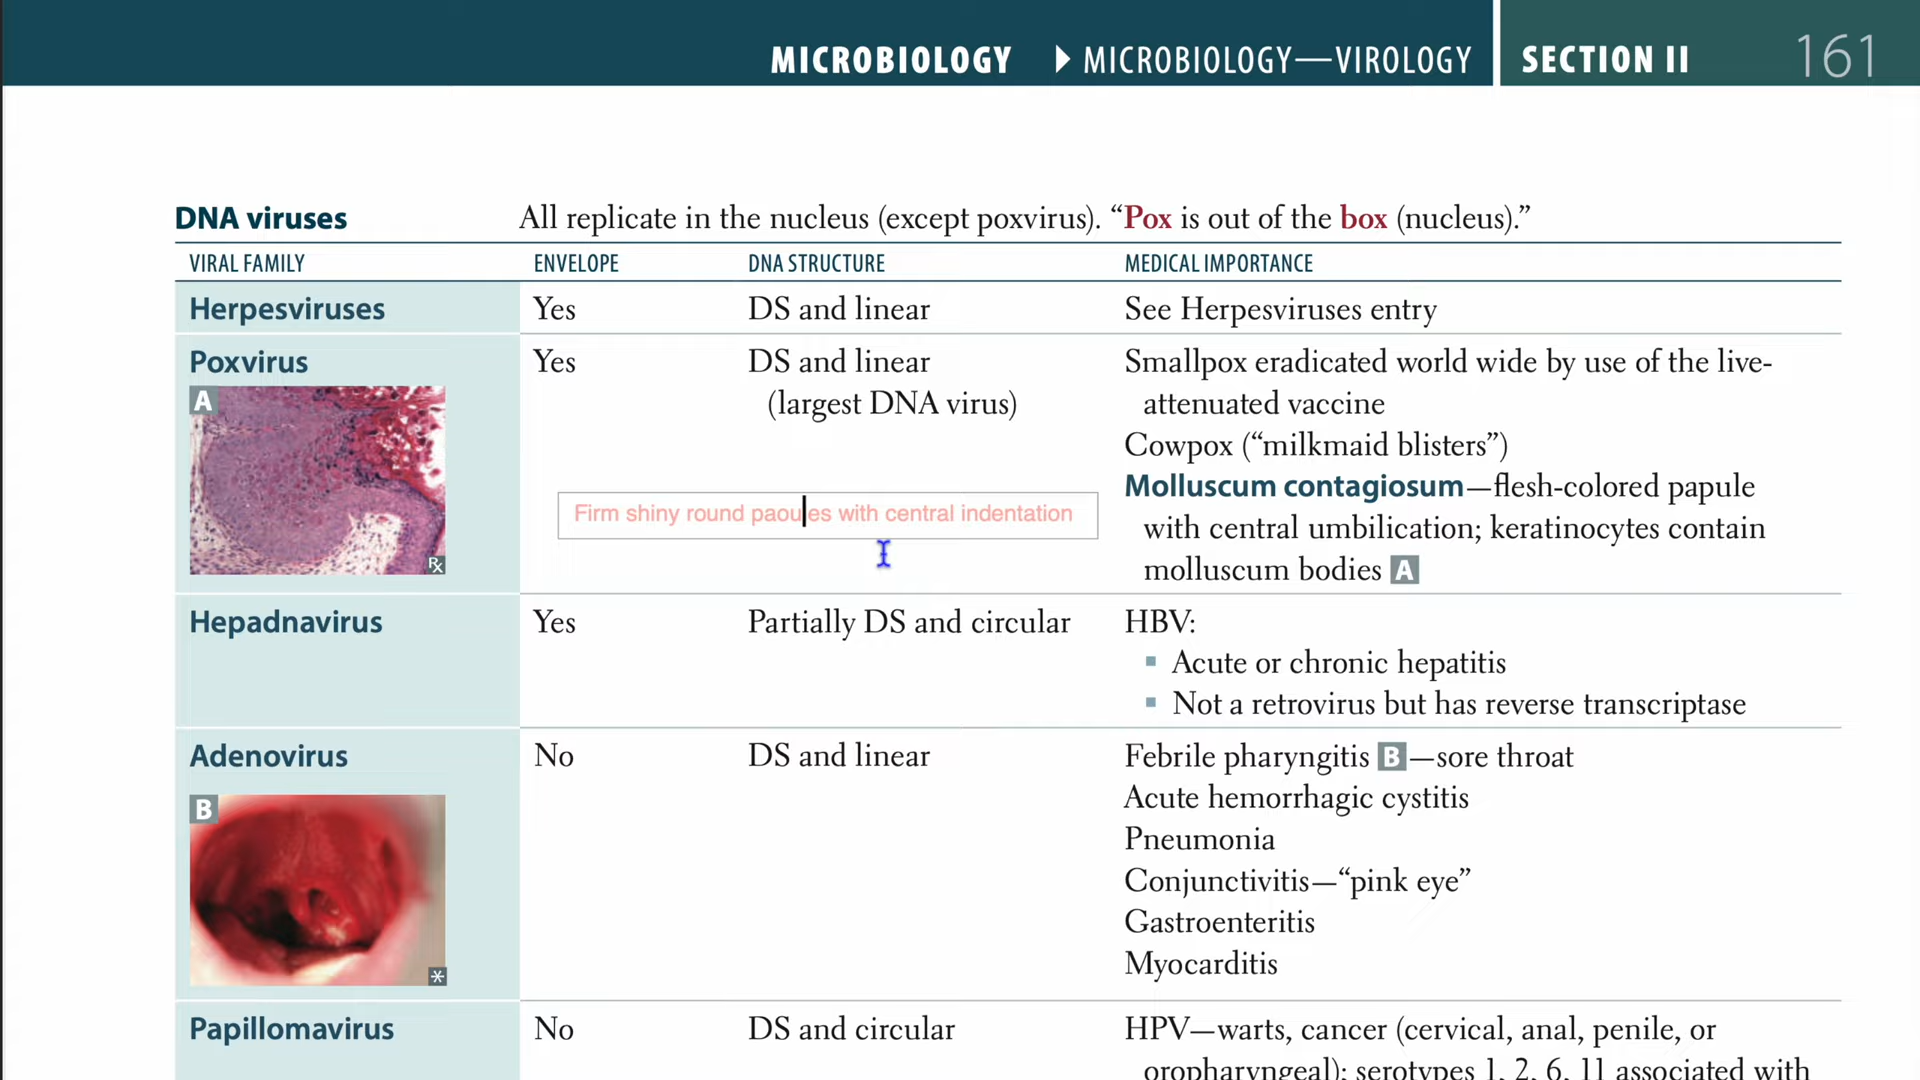 MICROBIOLOGY ▶ MICROBIOLOGY—VIROLOGY SECTION II 161
DNA viruses All replicate in the nucleus (except poxvirus). “Pox is out of the box (nucleus).”
VIRAL FAMILY ENVELOPE DNA STRUCTURE MEDICAL IMPORTANCE
Herpesviruses Yes DS and linear See Herpesviruses entry
Poxvirus Yes DS and linear Smallpox eradicated world wide by use of the live-
A (largest DNA virus) attenuated vaccine
Cowpox (“milkmaid blisters”)
Molluscum contagiosum—flesh-colored papule
Firm shiny round paoules with central indentation with central umbilication; keratinocytes contain
molluscum bodies A
Rx
Hepadnavirus Yes Partially DS and circular HBV:
▪ Acute or chronic hepatitis
▪ Not a retrovirus but has reverse transcriptase
Adenovirus No DS and linear Febrile pharyngitis B—sore throat
B Acute hemorrhagic cystitis
Pneumonia
Conjunctivitis—“pink eye”
Gastroenteritis
Myocarditis
*
Papillomavirus No DS and circular HPV—warts, cancer (cervical, anal, penile, or
oropharyngeal); serotypes 1, 2, 6, 11 associated with